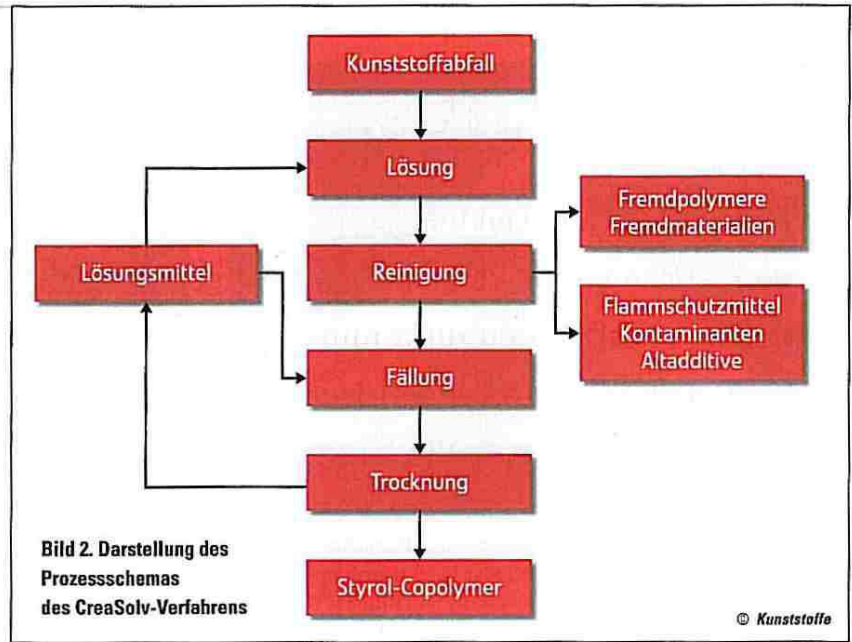 Kunststoffabfall
Lösung
Fremdpolymere
Fremdmaterialien
Lösungsmittel
Reinigung
Flammschutzmittel
Kontaminanten
Altadditive
Fällung
Trocknung
Bild 2. Darstellung des
Prozessschemas
des CreaSolv-Verfahrens
Styrol-Copolymer
© Kunststoffe